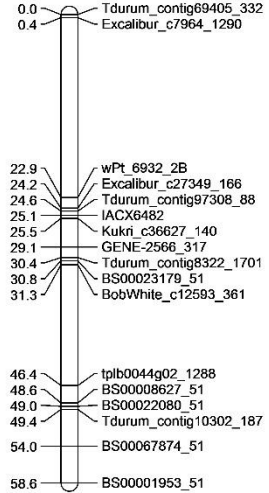 0.0 Tdurum_contig69405_332
0.4 Excalibur_c7964_1290
22.9 wPt_6932_2B
24.2 Excalibur_c27349_166
24.6 Tdurum_contig97308_88
25.1 IACX6482
25.5 Kukri_c36627_140
29.1 GENE-2566_317
30.4 Tdurum_contig8322_1701
30.8 BS00023179_51
31.3 BobWhite_c12593_361
46.4 tplb0044g02_1288
48.6 BS00008627_51
49.0 BS00022080_51
49.4 Tdurum_contig10302_187
54.0 BS00067874_51
58.6 BS00001953_51